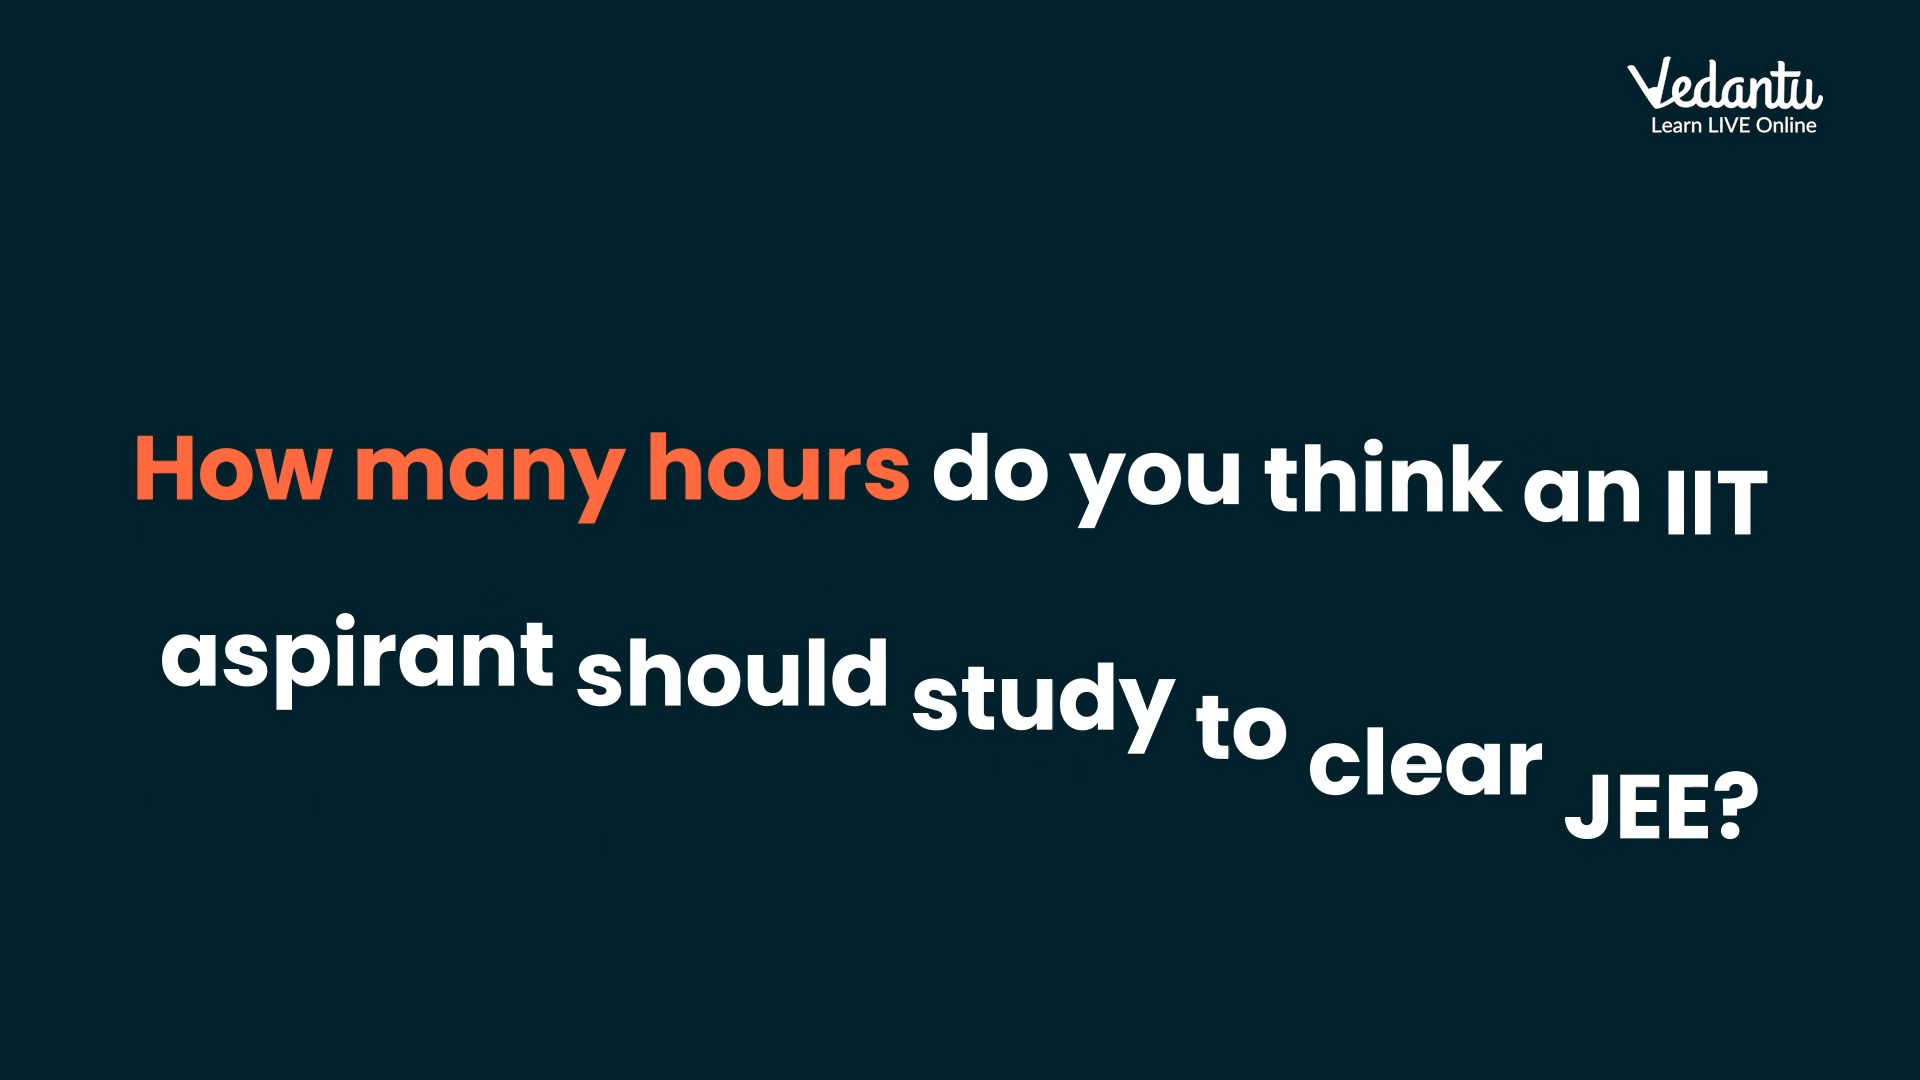 Vedantu
Learn LIVE Online
How many hours do you think an IIT
aspirant should study to clear JEE?